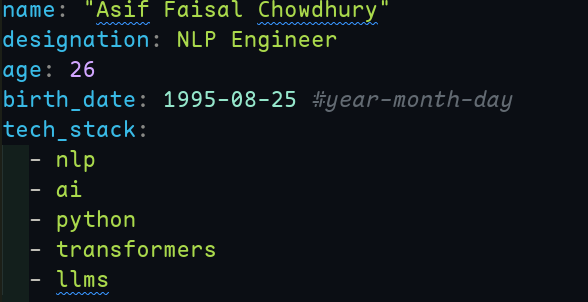 name: "Asif Faisal Chowdhury"
designation: NLP Engineer
age: 26
birth_date: 1995-08-25 #year-month-day
tech_stack:
  - nlp
  - ai
  - python
  - transformers
  - llms